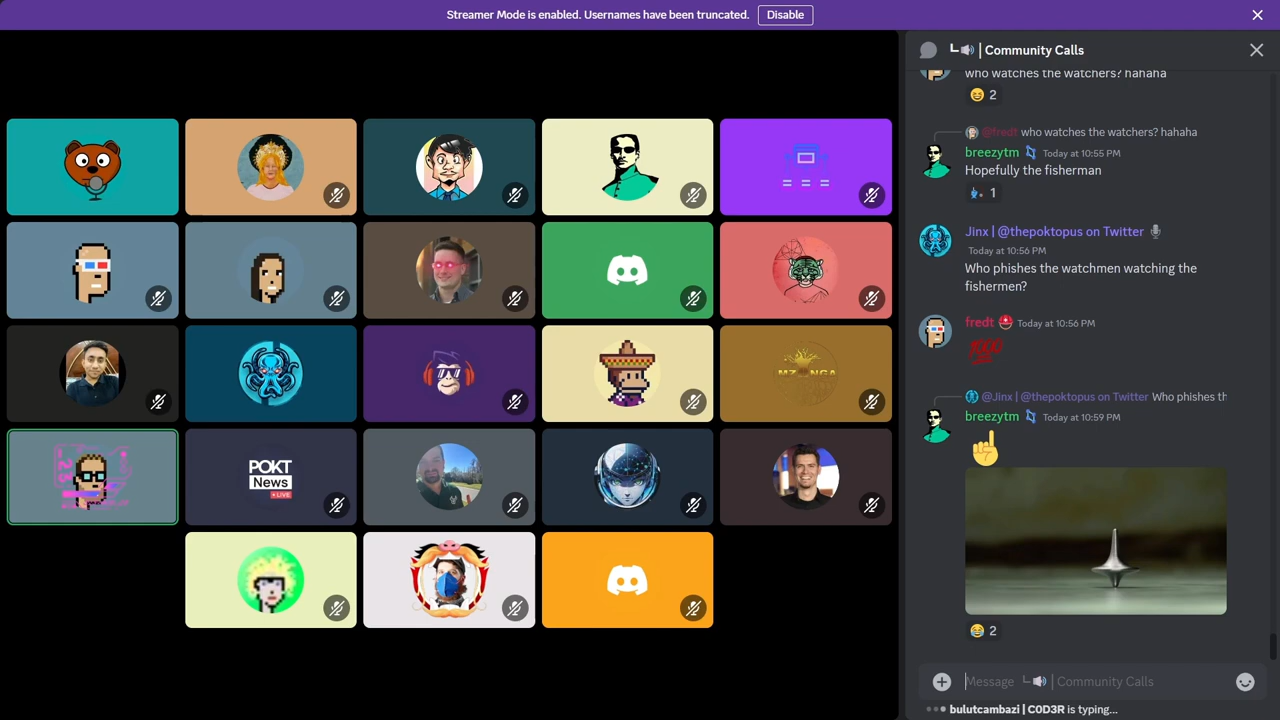 Streamer Mode is enabled. Usernames have been truncated. Disable
Community Calls
who watches the watchers? hahaha
2
@fredt who watches the watchers? hahaha
breezytm Today at 10:55 PM
Hopefully the fisherman
1
Jinx | @thepoktopus on Twitter
Today at 10:56 PM
Who phishes the watchmen watching the
fishermen?
fredt Today at 10:56 PM
1000
@Jinx | @thepoktopus on Twitter Who phishes th
breezytm Today at 10:59 PM
2
Message Community Calls
bulutcambazi | C0D3R is typing...
MZONGA
POKT
News
LIVE